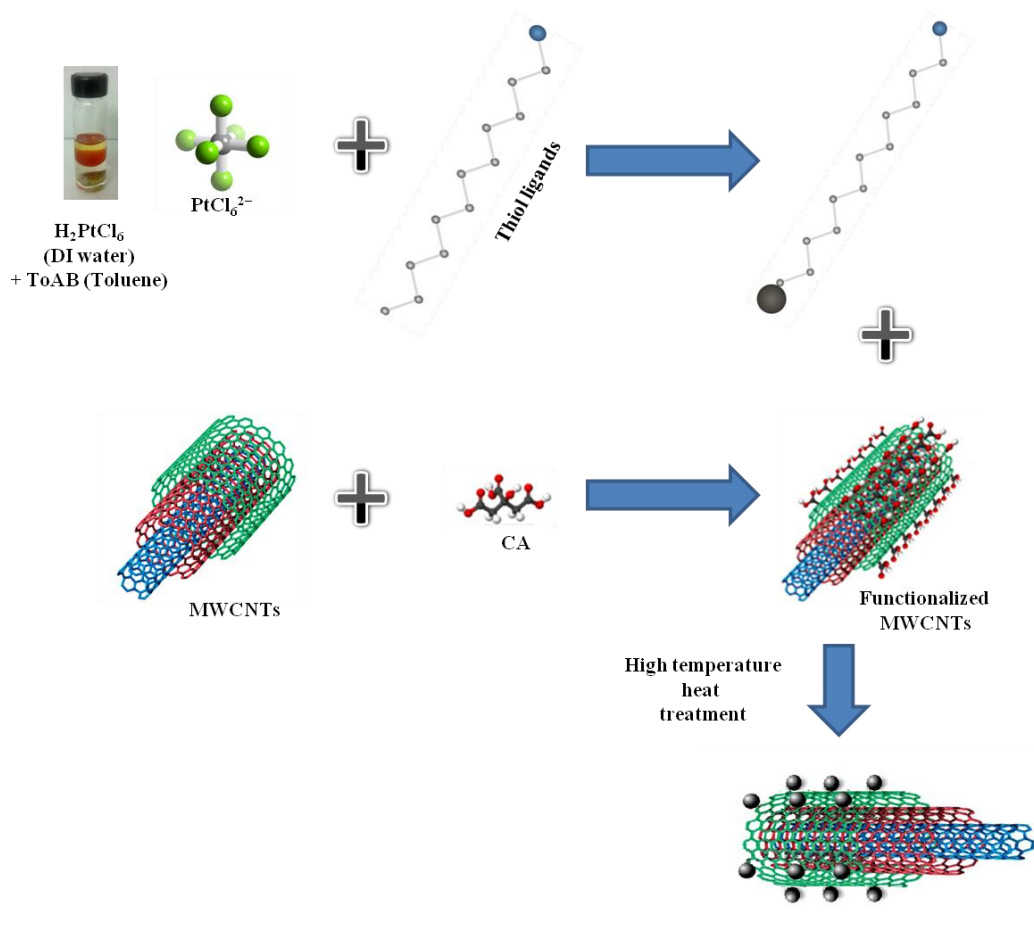 PtCl₆²⁻
H₂PtCl₆
(DI water)
+ ToAB (Toluene)
Thiol ligands
MWCNTs
CA
Functionalized
MWCNTs
High temperature
heat
treatment